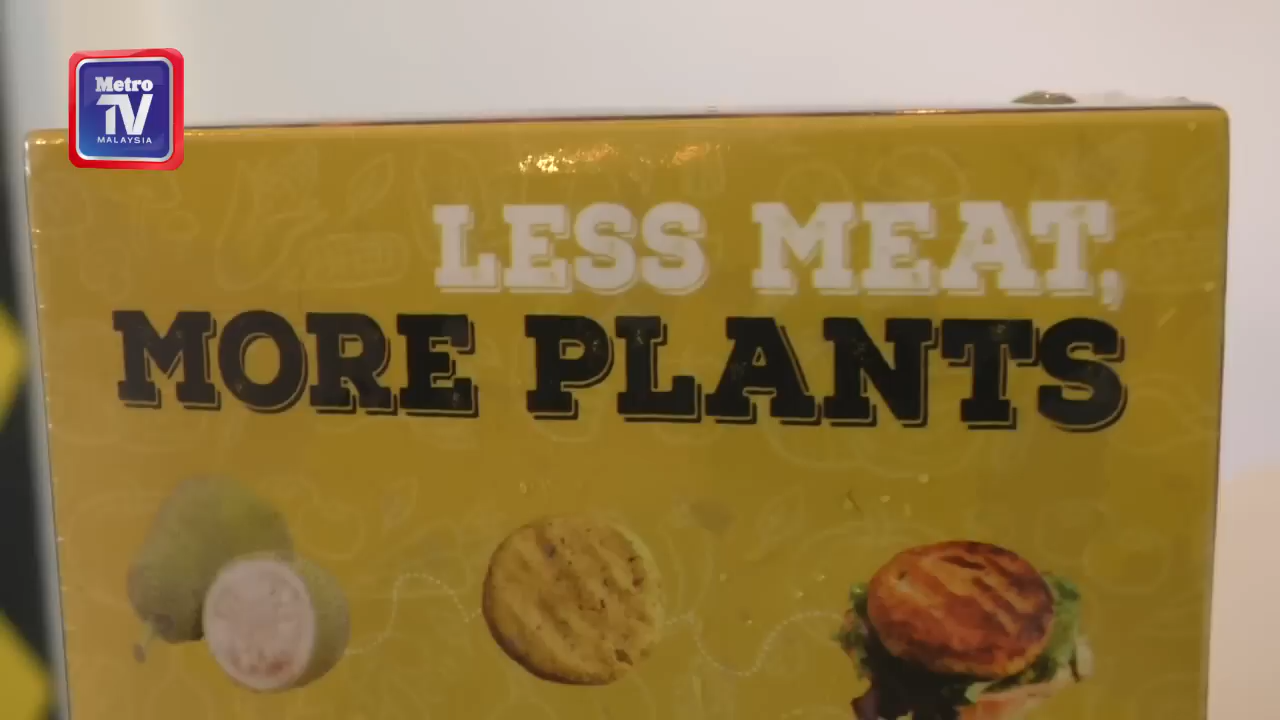 Metro
TV
MALAYSIA
LESS MEAT,
MORE PLANTS